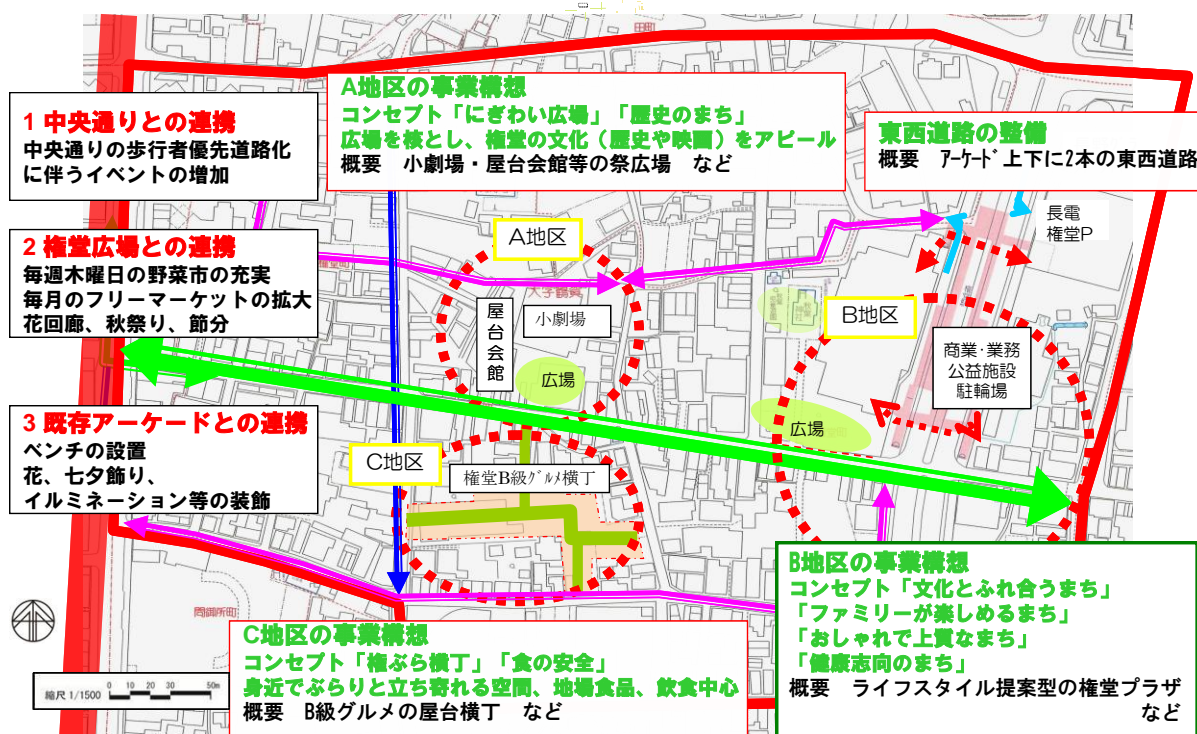 田町
A地区の事業構想
コンセプト「にぎわい広場」「歴史のまち」
広場を核とし、権堂の文化（歴史や映画）をアピール
概要　小劇場・屋台会館等の祭広場　など
1 中央通りとの連携
中央通りの歩行者優先道路化
に伴うイベントの増加
東西道路の整備
概要　アーケード上下に2本の東西道路
長電
権堂P
2 権堂広場との連携
毎週木曜日の野菜市の充実
毎月のフリーマーケットの拡大
花回廊、秋祭り、節分
A地区
屋台会館
小劇場
広場
B地区
商業・業務
公益施設
駐輪場
広場
3 既存アーケードとの連携
ベンチの設置
花、七夕飾り、
イルミネーション等の装飾
C地区
権堂B級グルメ横丁
問御所町
C地区の事業構想
コンセプト「権ぶら横丁」「食の安全」
身近でぶらりと立ち寄れる空間、地場食品、飲食中心
概要　B級グルメの屋台横丁　など
B地区の事業構想
コンセプト「文化とふれ合うまち」
「ファミリーが楽しめるまち」
「おしゃれで上質なまち」
「健康志向のまち」
概要　ライフスタイル提案型の権堂プラザ
など
縮尺 1/1500 0 10 20 30 50m